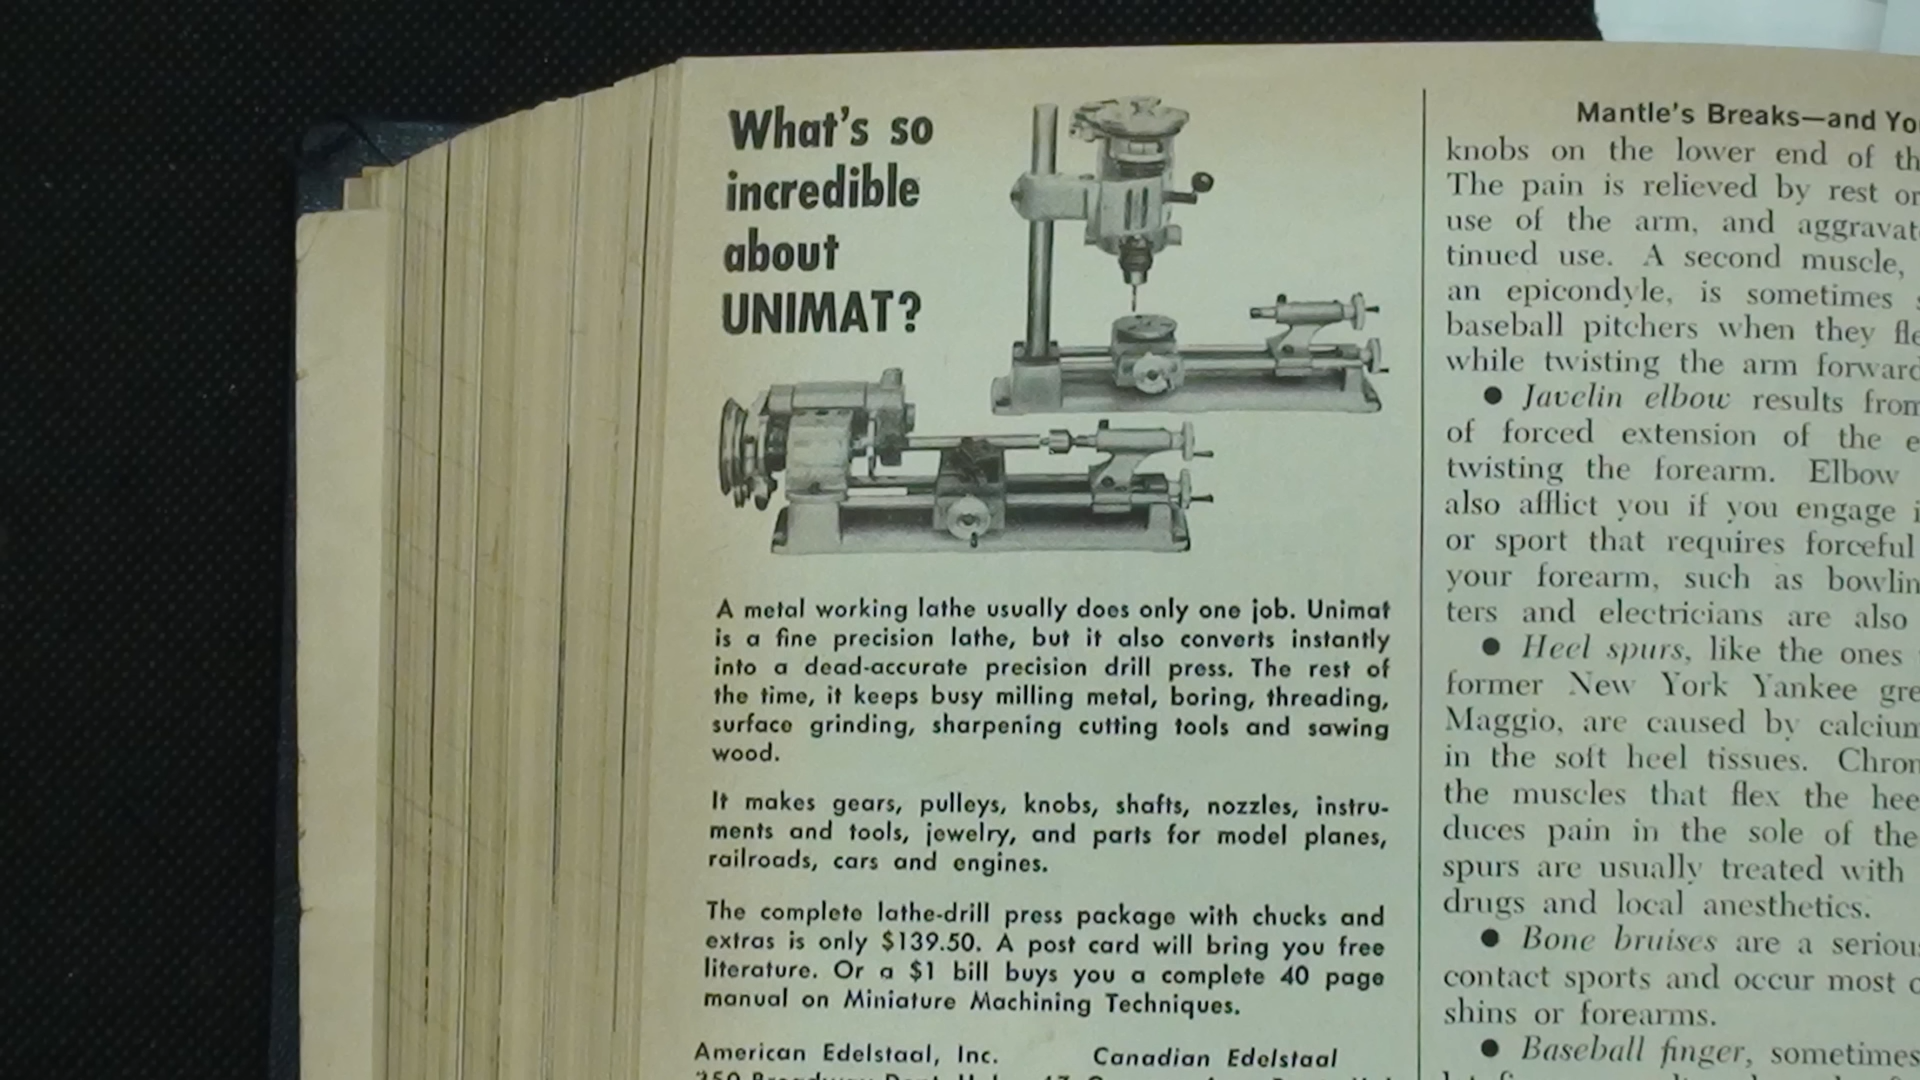 What's so
incredible
about
UNIMAT?
A metal working lathe usually does only one job. Unimat
is a fine precision lathe, but it also converts instantly
into a dead-accurate precision drill press. The rest of
the time, it keeps busy milling metal, boring, threading,
surface grinding, sharpening cutting tools and sawing
wood.
It makes gears, pulleys, knobs, shafts, nozzles, instru-
ments and tools, jewelry, and parts for model planes,
railroads, cars and engines.
The complete lathe-drill press package with chucks and
extras is only $139.50. A post card will bring you free
literature. Or a $1 bill buys you a complete 40 page
manual on Miniature Machining Techniques.
American Edelstaal, Inc.
Canadian Edelstaal
Mantle's Breaks—and
knobs on the lower end of
The pain is relieved by rest or
use of the arm, and
tinued use. A second muscle,
an epicondyle, is sometimes
baseball pitchers when they
while twisting the arm
● Javelin elbow results
of forced extension of the
twisting the forearm. Elbow
also afflict you if you engage
or sport that requires forceful
your forearm, such as
ters and electricians are also
● Heel spurs, like the ones
former New York Yankee
Maggio, are caused by
in the soft heel tissues.
the muscles that flex the
duces pain in the sole of the
spurs are usually treated with
drugs and local anesthetics.
● Bone bruises are a
contact sports and occur most
shins or forearms.
● Baseball finger, sometimes